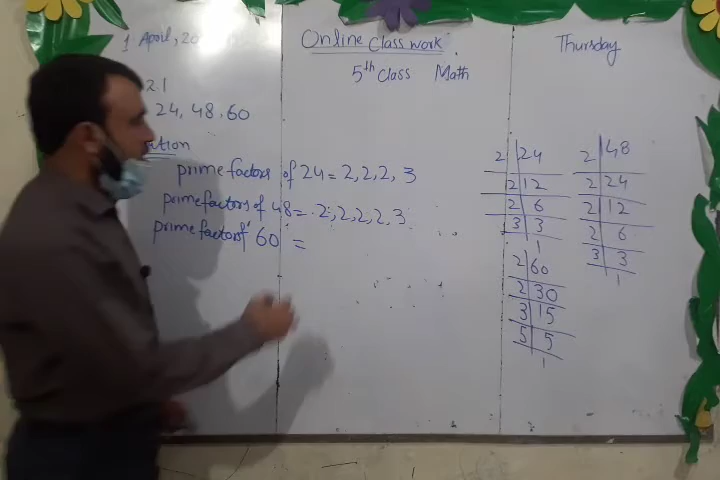 1 April, 20
Online Class work.
Thursday
5th Class Math
2.1
24, 48, 60
ution
prime factors of 24 = 2, 2, 2, 3
prime factors of 48 = 2, 2, 2, 2, 3
prime factors of 60 =
2 24
2 12
2 6
3 3
1
2 48
2 24
2 12
2 6
3 3
1
2 60
2 30
3 15
5 5
1